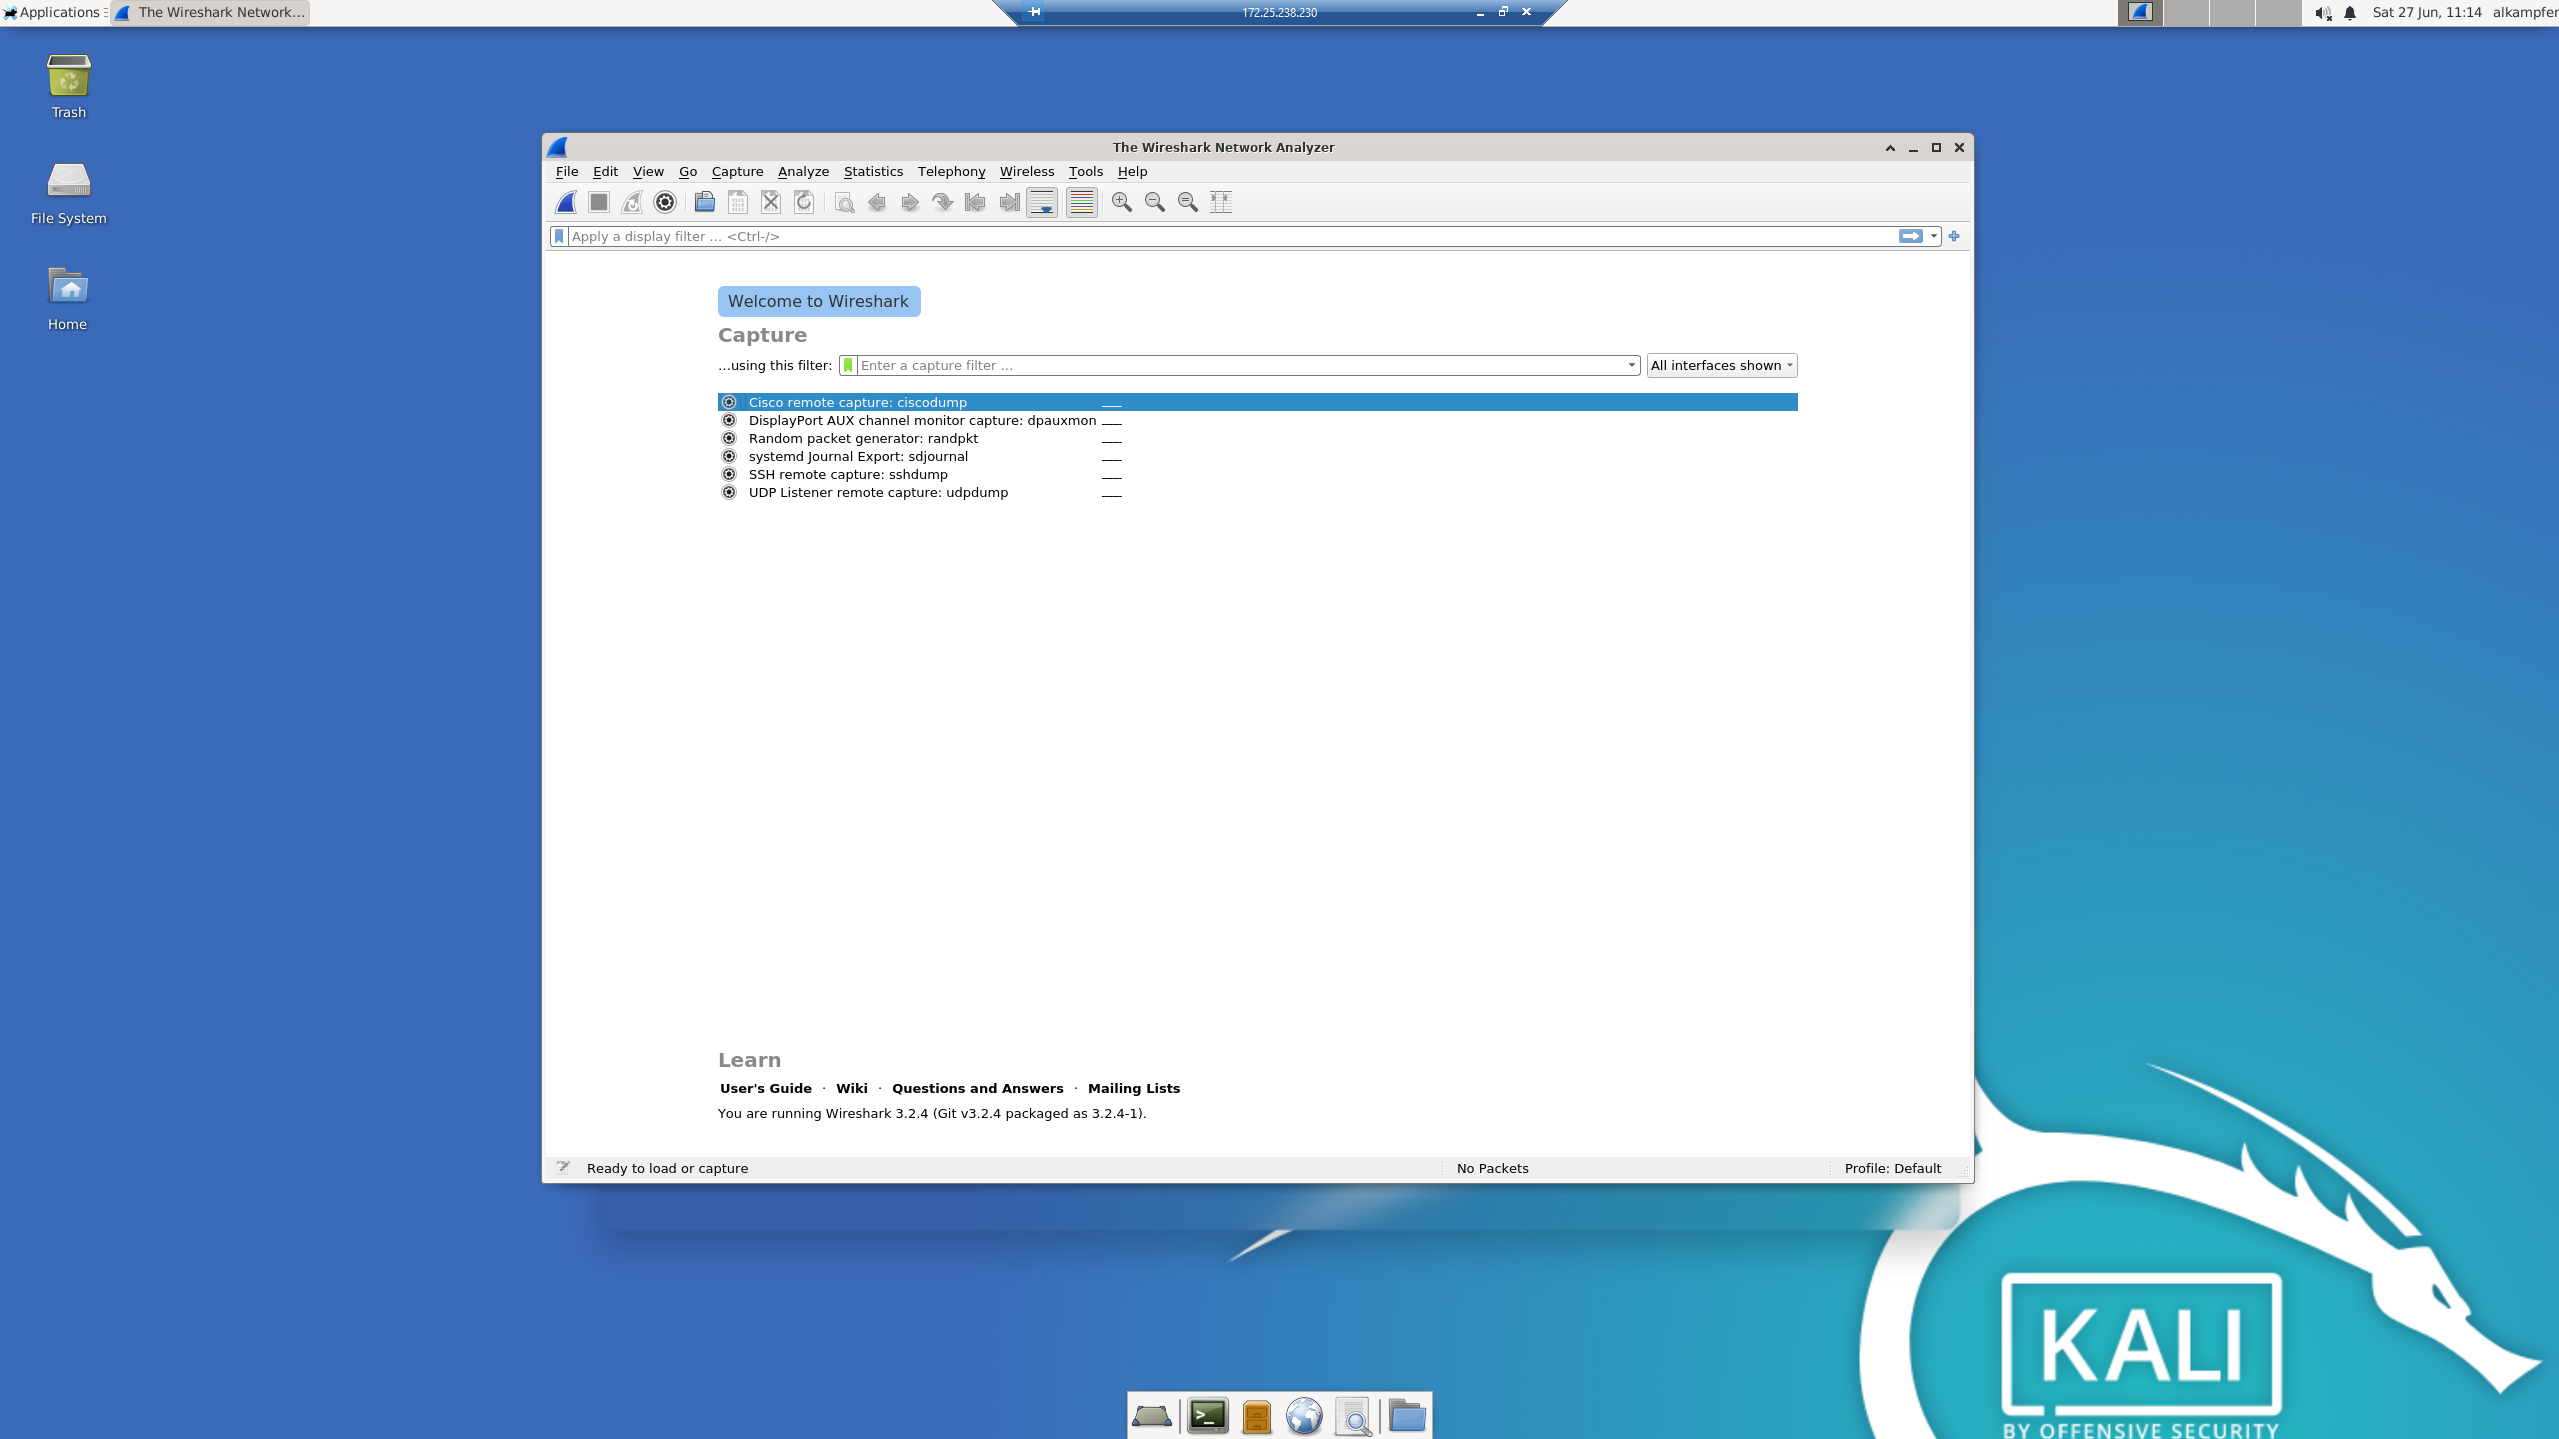 Applications
The Wireshark Network...
172.25.238.230
Sat 27 Jun, 11:14
alkampfer
Trash
File System
Home
The Wireshark Network Analyzer
File Edit View Go Capture Analyze Statistics Telephony Wireless Tools Help
Apply a display filter ... <Ctrl-/>
Welcome to Wireshark
Capture
...using this filter:
Enter a capture filter ...
All interfaces shown
Cisco remote capture: ciscodump
DisplayPort AUX channel monitor capture: dpauxmon
Random packet generator: randpkt
systemd Journal Export: sdjournal
SSH remote capture: sshdump
UDP Listener remote capture: udpdump
Learn
User's Guide · Wiki · Questions and Answers · Mailing Lists
You are running Wireshark 3.2.4 (Git v3.2.4 packaged as 3.2.4-1).
Ready to load or capture
No Packets
Profile: Default
KALI
BY OFFENSIVE SECURITY